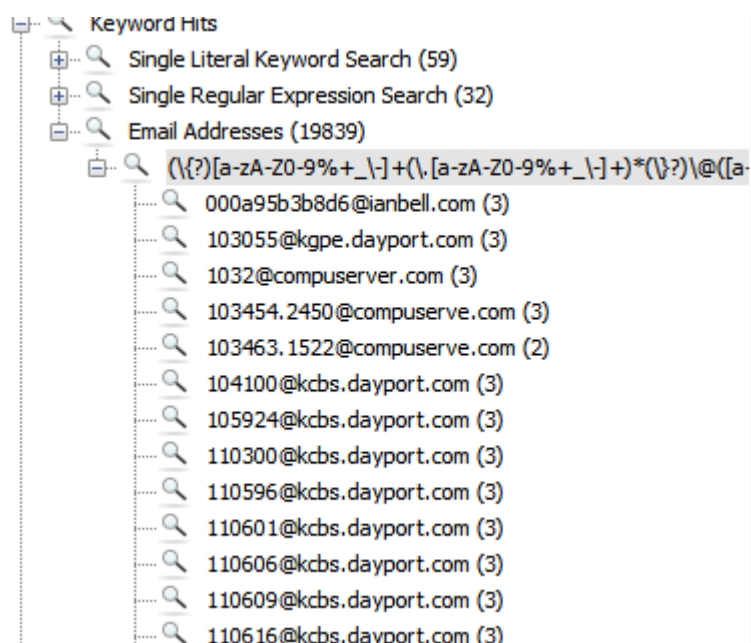 Keyword Hits
Single Literal Keyword Search (59)
Single Regular Expression Search (32)
Email Addresses (19839)
(\{?)[a-zA-Z0-9%+_\-]+(\.[a-zA-Z0-9%+_\-]+)*(\}?)\@([a-
000a95b3b8d6@ianbell.com (3)
103055@kgpe.dayport.com (3)
1032@compuserver.com (3)
103454.2450@compuserve.com (3)
103463.1522@compuserve.com (2)
104100@kcbs.dayport.com (3)
105924@kcbs.dayport.com (3)
110300@kcbs.dayport.com (3)
110596@kcbs.dayport.com (3)
110601@kcbs.dayport.com (3)
110606@kcbs.dayport.com (3)
110609@kcbs.dayport.com (3)
110616@kcbs.dayport.com (3)